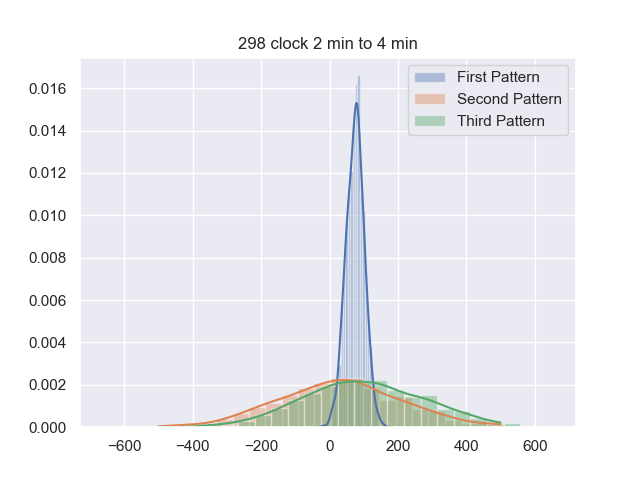 298 clock 2 min to 4 min
First Pattern
Second Pattern
Third Pattern
0.016
0.014
0.012
0.010
0.008
0.006
0.004
0.002
0.000
−600 −400 −200 0 200 400 600